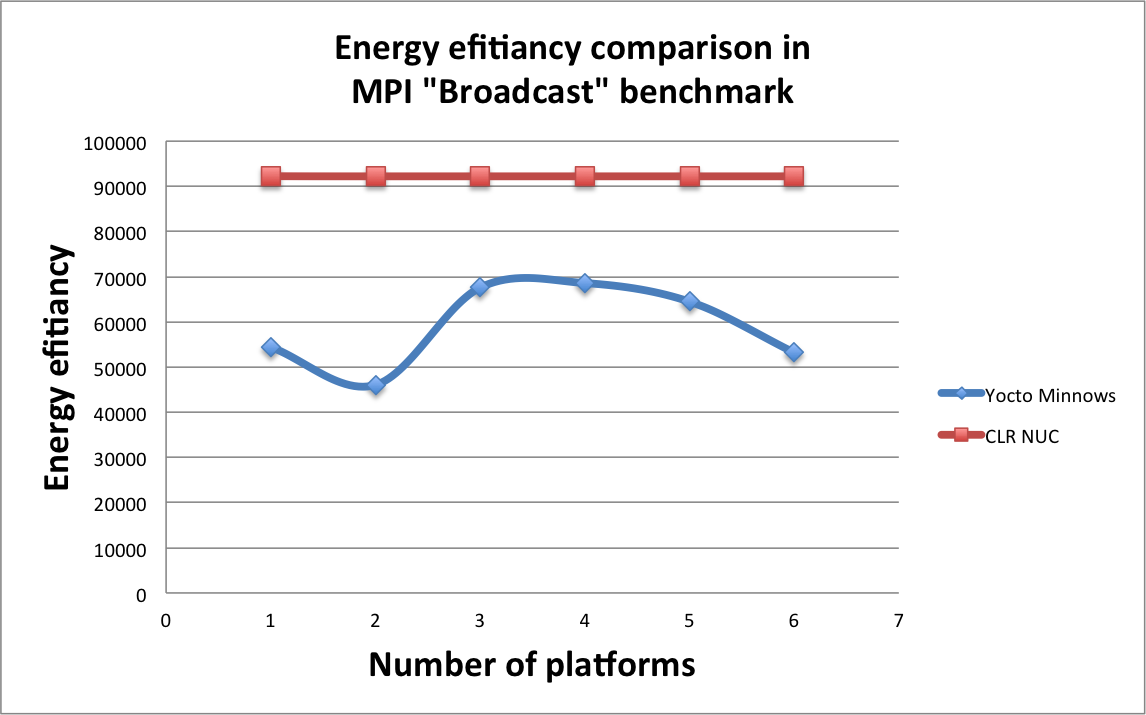 Energy efitiancy comparison in
MPI "Broadcast" benchmark
100000
90000
80000
70000
60000
50000
40000
30000
20000
10000
0
Energy efitiancy
0 1 2 3 4 5 6 7
Number of platforms
Yocto Minnows
CLR NUC